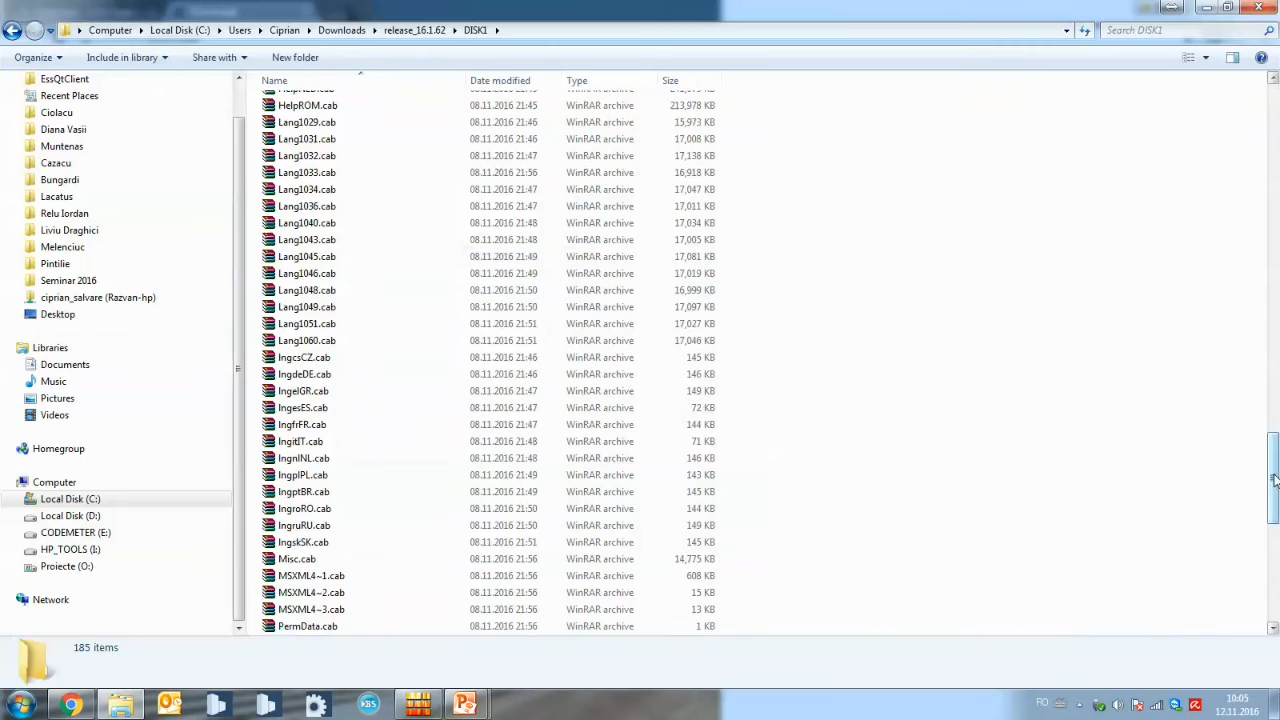 Computer Local Disk (C:) Users Ciprian Downloads release_16.1.62 DISK1 Search DISK1
Organize Include in library Share with New folder
Name Date modified Type Size
EssQtClient
Recent Places
Ciolacu
Diana Vasii
Muntenas
Cazacu
Bungardi
Lacatus
Relu Iordan
Liviu Draghici
Melenciuc
Pintilie
Seminar 2016
ciprian_salvare (Razvan-hp)
Desktop
Libraries
Documents
Music
Pictures
Videos
Homegroup
Computer
Local Disk (C:)
Local Disk (D:)
CODEMETER (E:)
HP_TOOLS (I:)
Proiecte (O:)
Network
HelpROM.cab 08.11.2016 21:45 WinRAR archive 213,978 KB
Lang1029.cab 08.11.2016 21:46 WinRAR archive 15,973 KB
Lang1031.cab 08.11.2016 21:46 WinRAR archive 17,008 KB
Lang1032.cab 08.11.2016 21:47 WinRAR archive 17,138 KB
Lang1033.cab 08.11.2016 21:56 WinRAR archive 16,918 KB
Lang1034.cab 08.11.2016 21:47 WinRAR archive 17,047 KB
Lang1036.cab 08.11.2016 21:47 WinRAR archive 17,011 KB
Lang1040.cab 08.11.2016 21:48 WinRAR archive 17,034 KB
Lang1043.cab 08.11.2016 21:48 WinRAR archive 17,005 KB
Lang1045.cab 08.11.2016 21:49 WinRAR archive 17,081 KB
Lang1046.cab 08.11.2016 21:49 WinRAR archive 17,019 KB
Lang1048.cab 08.11.2016 21:50 WinRAR archive 16,999 KB
Lang1049.cab 08.11.2016 21:50 WinRAR archive 17,097 KB
Lang1051.cab 08.11.2016 21:51 WinRAR archive 17,027 KB
Lang1060.cab 08.11.2016 21:51 WinRAR archive 17,046 KB
lngcsCZ.cab 08.11.2016 21:46 WinRAR archive 145 KB
lngdeDE.cab 08.11.2016 21:46 WinRAR archive 146 KB
lngelGR.cab 08.11.2016 21:47 WinRAR archive 149 KB
lngesES.cab 08.11.2016 21:47 WinRAR archive 72 KB
lngfrFR.cab 08.11.2016 21:47 WinRAR archive 144 KB
lngitIT.cab 08.11.2016 21:48 WinRAR archive 71 KB
lngnlNL.cab 08.11.2016 21:48 WinRAR archive 146 KB
lngplPL.cab 08.11.2016 21:49 WinRAR archive 143 KB
lngptBR.cab 08.11.2016 21:49 WinRAR archive 145 KB
lngroRO.cab 08.11.2016 21:50 WinRAR archive 144 KB
lngruRU.cab 08.11.2016 21:50 WinRAR archive 149 KB
lngskSK.cab 08.11.2016 21:51 WinRAR archive 145 KB
Misc.cab 08.11.2016 21:56 WinRAR archive 14,775 KB
MSXML4~1.cab 08.11.2016 21:56 WinRAR archive 608 KB
MSXML4~2.cab 08.11.2016 21:56 WinRAR archive 15 KB
MSXML4~3.cab 08.11.2016 21:56 WinRAR archive 13 KB
PermData.cab 08.11.2016 21:56 WinRAR archive 1 KB
185 items
RO 10:05
12.11.2016